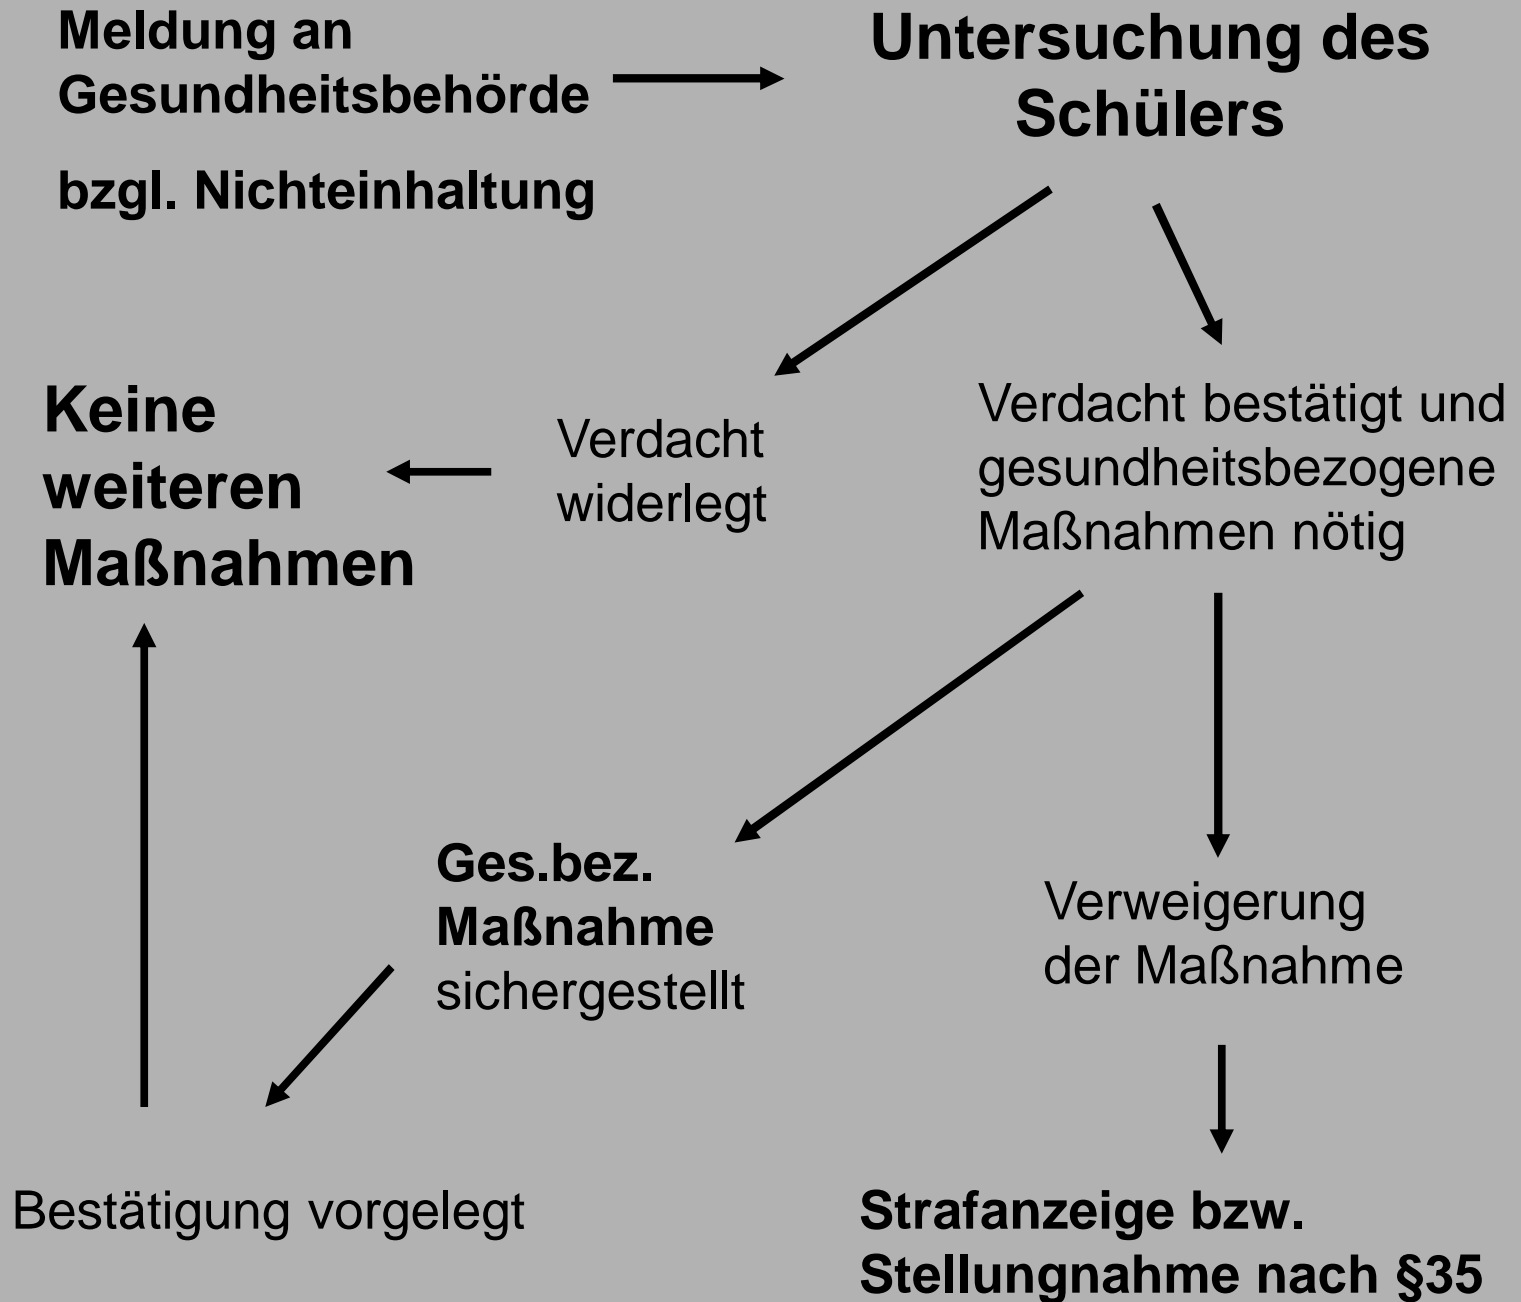 Meldung an
Gesundheitsbehörde
bzgl. Nichteinhaltung
Untersuchung des
Schülers
Keine
weiteren
Maßnahmen
Verdacht
widerlegt
Verdacht bestätigt und
gesundheitsbezogene
Maßnahmen nötig
Ges.bez.
Maßnahme
sichergestellt
Verweigerung
der Maßnahme
Bestätigung vorgelegt
Strafanzeige bzw.
Stellungnahme nach §35